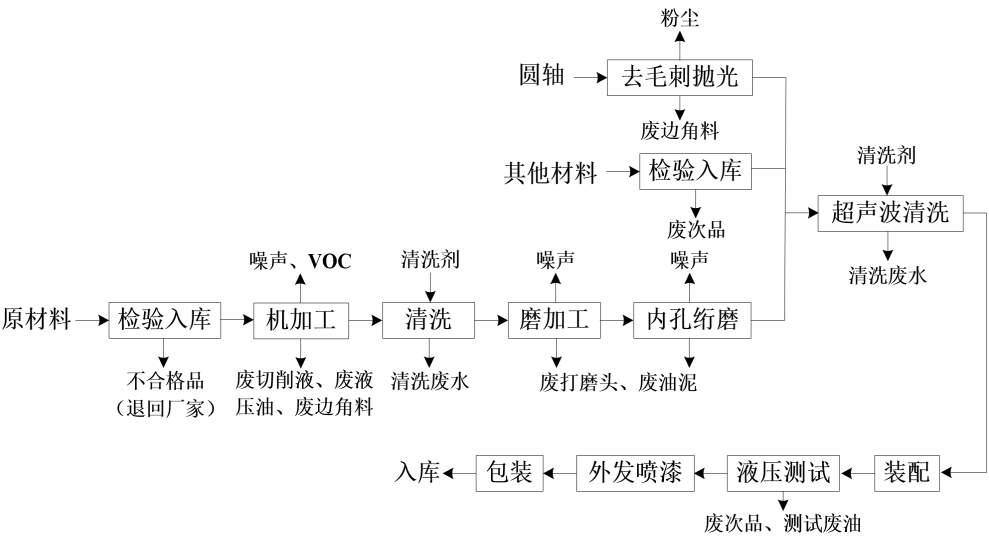 粉尘
圆轴
去毛刺抛光
废边角料
其他材料
检验入库
废次品
清洗剂
超声波清洗
清洗废水
噪声、VOC
清洗剂
噪声
噪声
原材料
检验入库
机加工
清洗
磨加工
内孔绗磨
不合格品
（退回厂家）
废切削液、废液
压油、废边角料
清洗废水
废打磨头、废油泥
入库
包装
外发喷漆
液压测试
装配
废次品、测试废油